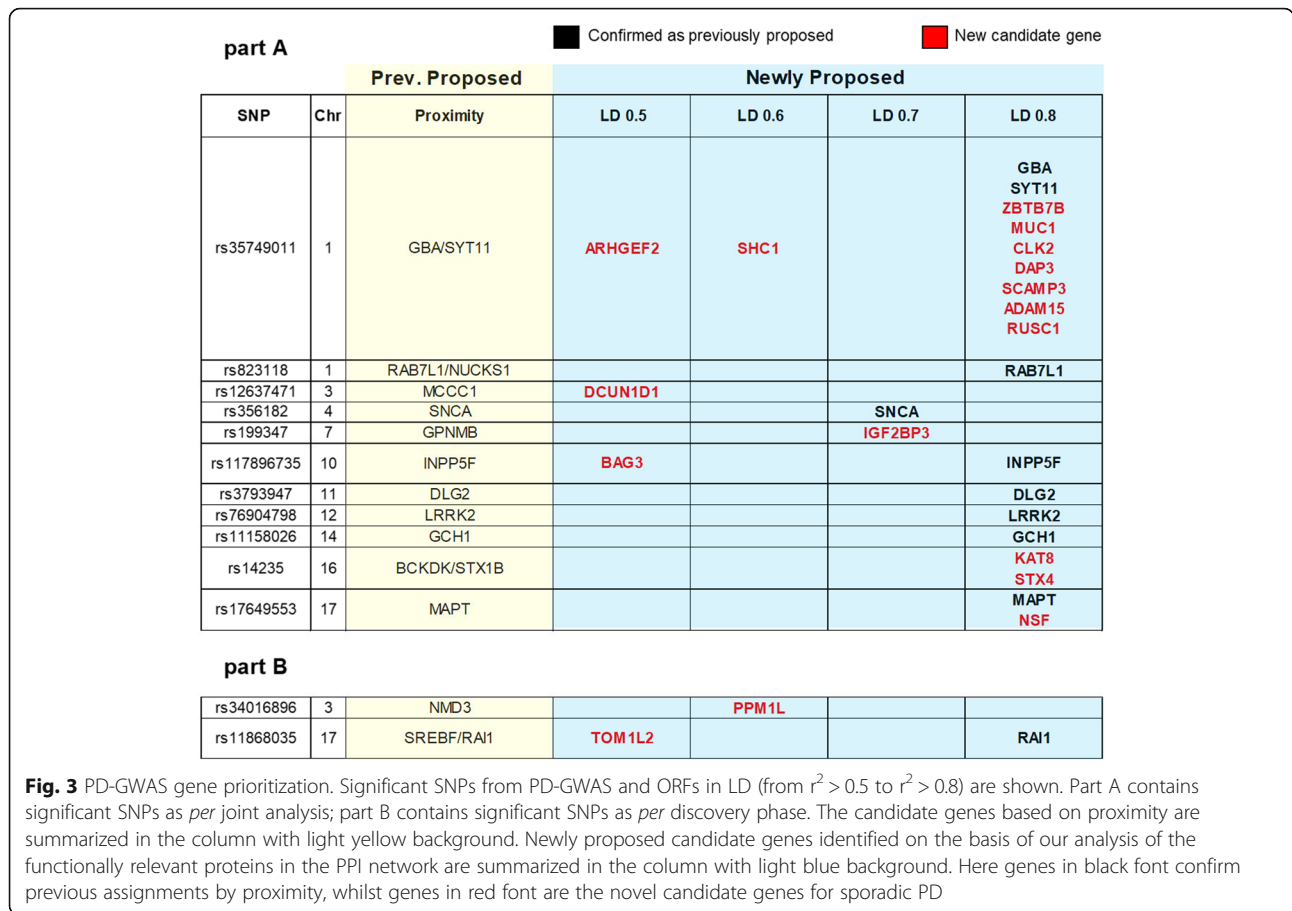 part A
Confirmed as previously proposed
New candidate gene
Prev. Proposed Newly Proposed
SNP Chr Proximity LD 0.5 LD 0.6 LD 0.7 LD 0.8
rs35749011 1 GBA/SYT11 ARHGEF2 SHC1
GBA
SYT11
ZBTB7B
MUC1
CLK2
DAP3
SCAMP3
ADAM15
RUSC1
rs823118 1 RAB7L1/NUCKS1 RAB7L1
rs12637471 3 MCCC1 DCUN1D1
rs356182 4 SNCA SNCA
rs199347 7 GPNMB IGF2BP3
rs117896735 10 INPP5F BAG3 INPP5F
rs3793947 11 DLG2 DLG2
rs76904798 12 LRRK2 LRRK2
rs11158026 14 GCH1 GCH1
rs14235 16 BCKDK/STX1B
KAT8
STX4
rs17649553 17 MAPT
MAPT
NSF
part B
rs34016896 3 NMD3 PPM1L
rs11868035 17 SREBF/RAI1 TOM1L2 RAI1
Fig. 3 PD-GWAS gene prioritization. Significant SNPs from PD-GWAS and ORFs in LD (from r² > 0.5 to r² > 0.8) are shown. Part A contains
significant SNPs as per joint analysis; part B contains significant SNPs as per discovery phase. The candidate genes based on proximity are
summarized in the column with light yellow background. Newly proposed candidate genes identified on the basis of our analysis of the
functionally relevant proteins in the PPI network are summarized in the column with light blue background. Here genes in black font confirm
previous assignments by proximity, whilst genes in red font are the novel candidate genes for sporadic PD